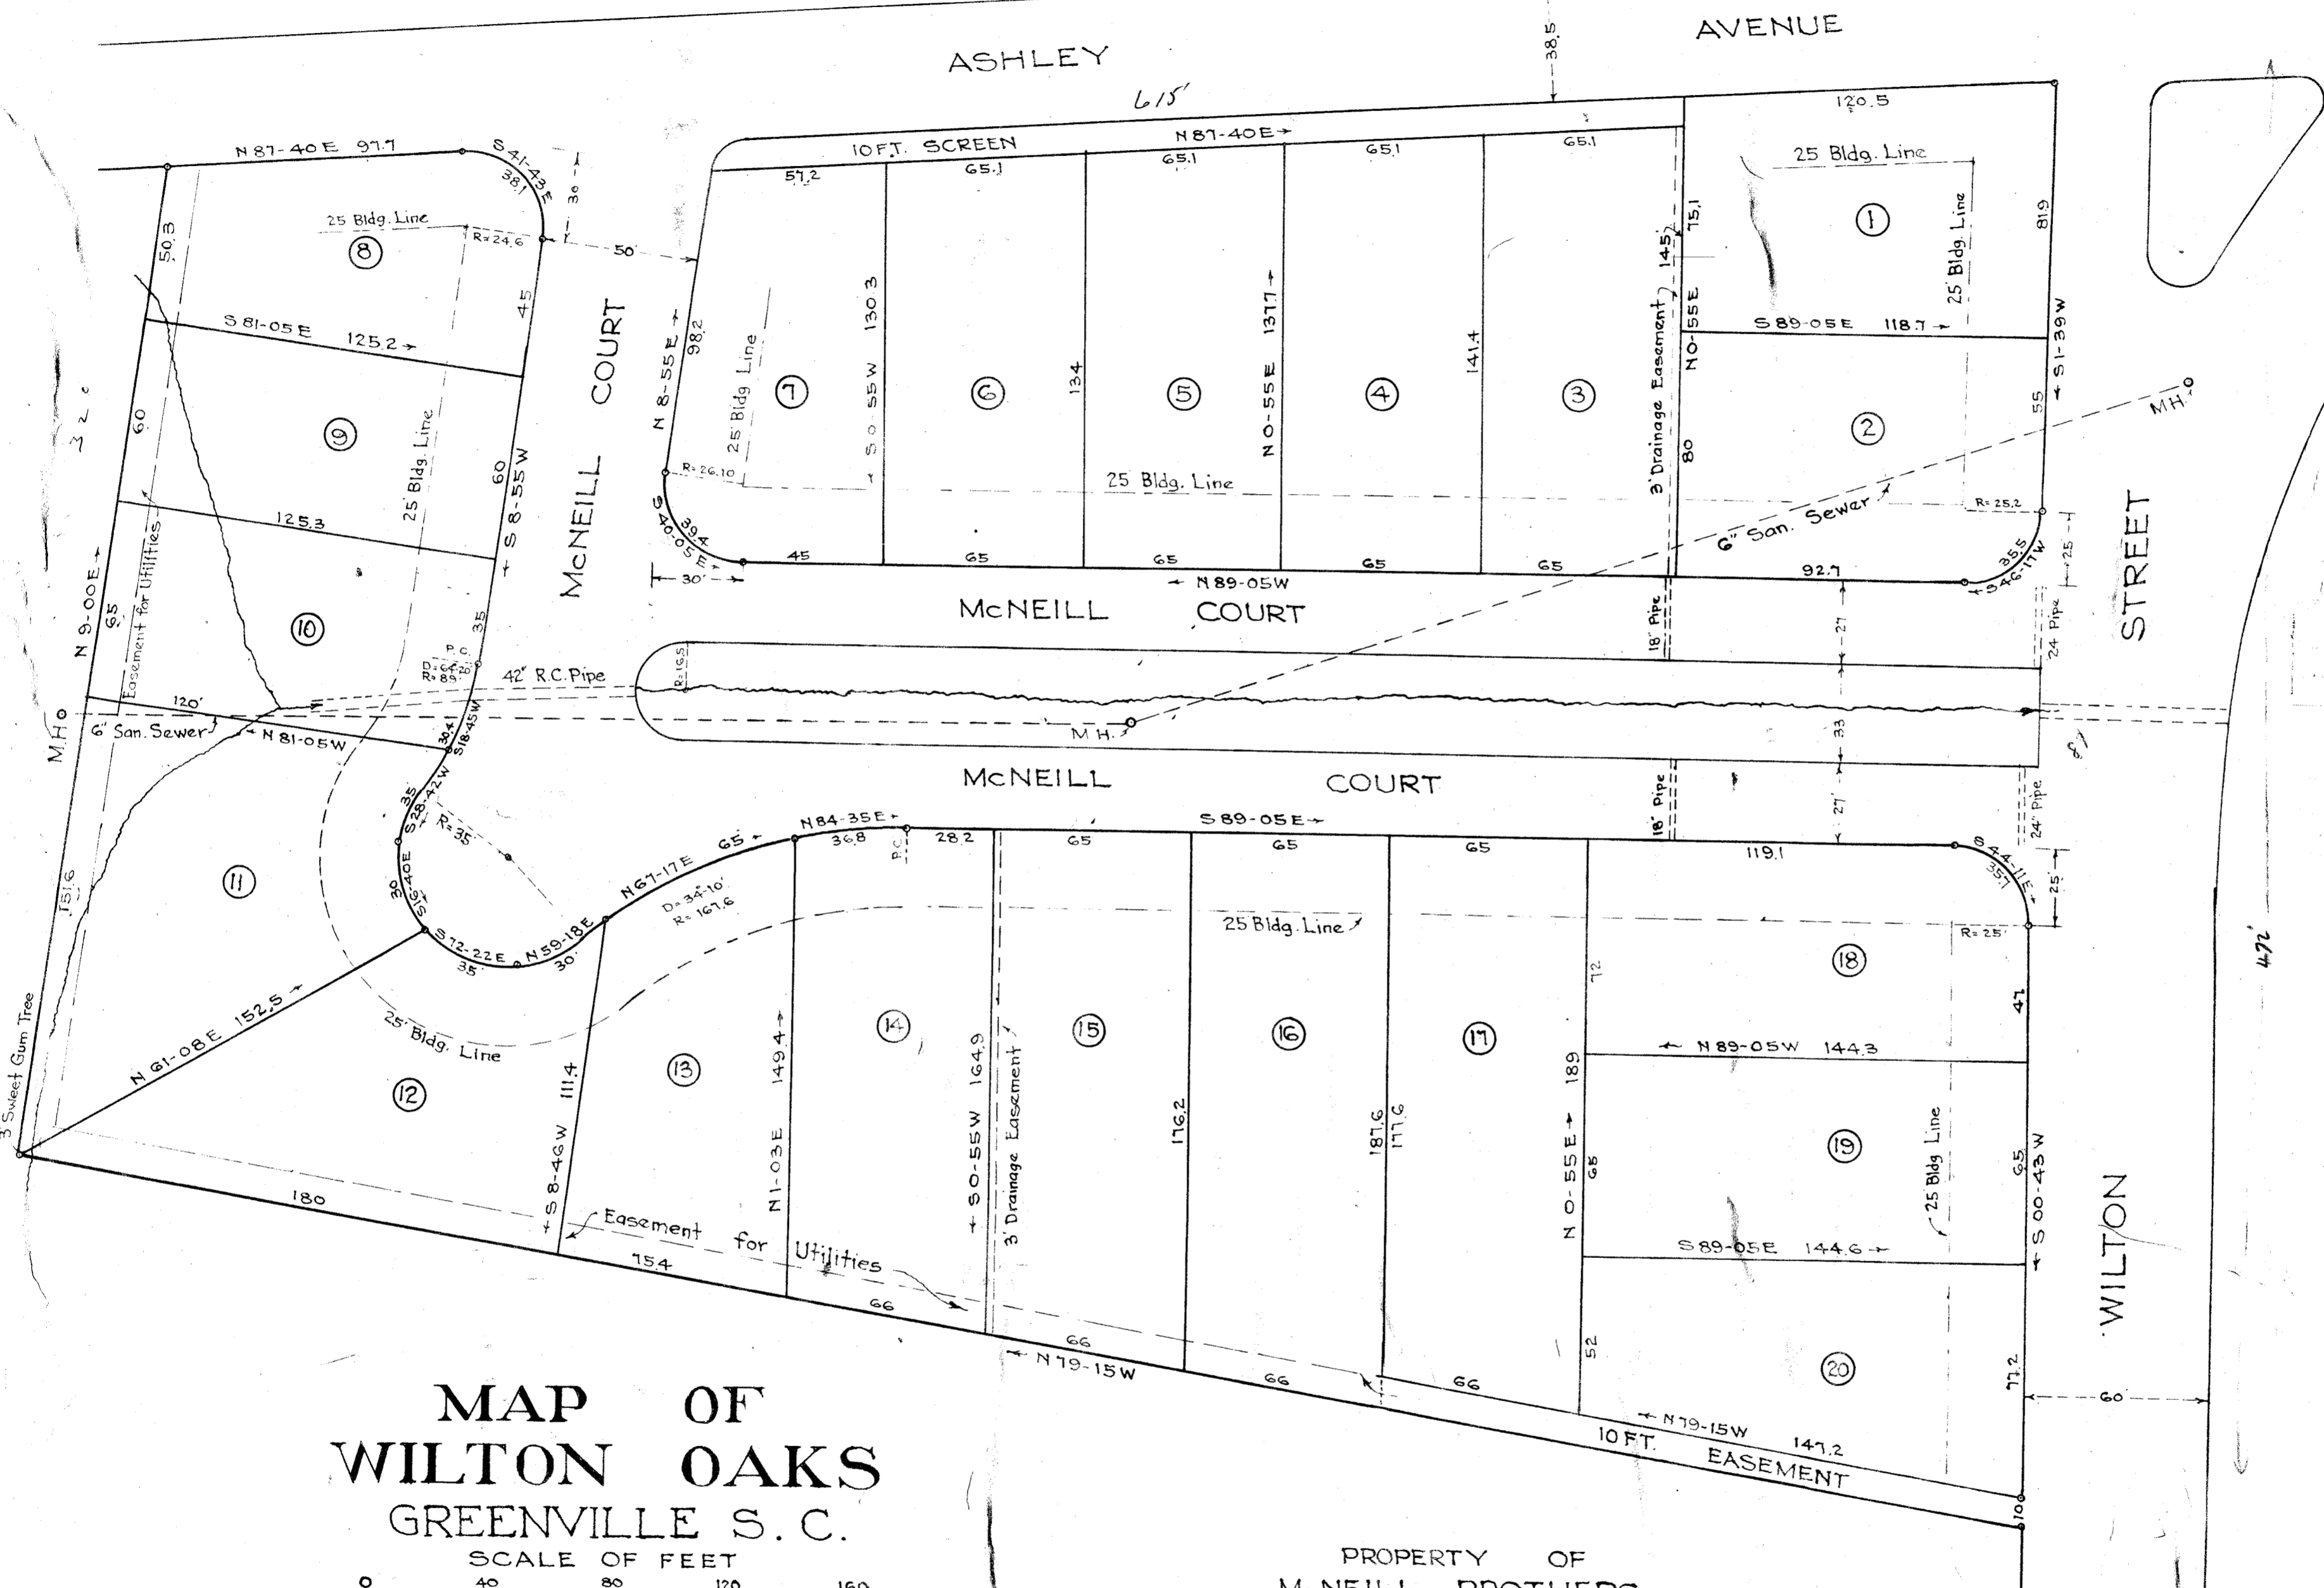 ASHLEY AVENUE
38.5
615'
120.5
N 87-40 E 97.7
S 41-43 E
38.1
30
10 FT. SCREEN N 87-40 E
57.2
65.1
65.1
65.1
65.1
25 Bldg. Line
25' Bldg. Line
1
81.9
75.1
50.3
25 Bldg. Line
8
R=24.6
50'
45
S 81-05 E 125.2
N 8-55 E
98.2
25' Bldg Line
7
S 0-55 W 130.3
6
134
5
N 0-55 E 137.7
4
141.4
3
3' Drainage Easement 145
N 0-55 E
80
S 89-05 E 118.7
S 1-39 W
55
2
M.H.
McNEILL COURT
60
9
25' Bldg. Line
60
S 8-55 W
125.3
R=26.10
25 Bldg. Line
R=25.2
6" San. Sewer
39.4
40-05 E
30'
45
65
65
65
65
92.7
N 89-05 W
35.5
S 46-17 W
25
N 9-00 E
65
Easement for Utilities
10
35
P.C.
R=89'
McNEILL COURT
18" Pipe
27
24 Pipe
STREET
WILTON
42" R.C. Pipe
R=16.5
120'
M.H.
6" San. Sewer
N 81-05 W
30.4
S 18-45 W
M H.
33
McNEILL COURT
18" Pipe
27'
24" Pipe
35
S 28-42 W
R=35
30
S 16-40 E
11
151.6
S 72-22 E
35'
N 59-18 E
30'
N 67-17 E 65
D=34-10'
R=167.6
N 84-35 E
36.8
P.C.
28.2
S 89-05 E
65
65
65
119.1
S 44-11 E
35.7
25'
R=25'
25 Bldg. Line
25' Bldg. Line
3' Sweet Gum Tree
N 61-08 E 152.5
12
180
S 8-46 W 111.4
13
N 1-03 E 149.4
14
S 0-55 W 164.9
3' Drainage Easement
15
176.2
16
187.6
177.6
17
N 0-55 E 189
72
65
52
18
47
N 89-05 W 144.3
19
25 Bldg Line
65
S 00-43 W
S 89-05 E 144.6
20
77.2
60'
472'
Easement for Utilities
75.4
66
66
N 79-15 W
66
66
N 79-15 W
147.2
10 FT. EASEMENT
10
MAP OF
WILTON OAKS
GREENVILLE S. C.
SCALE OF FEET
0 40 80 120 160
PROPERTY OF
McNEILL BROTHERS